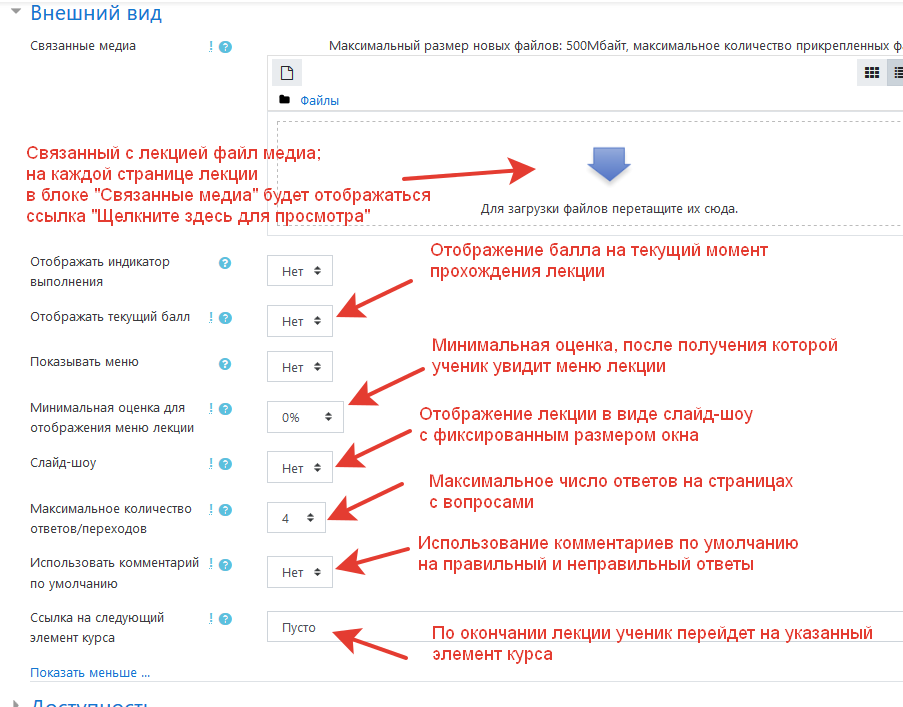 Внешний вид
Связанные медиа
Максимальный размер новых файлов: 500Мбайт, максимальное количество прикрепленных
Файлы
Для загрузки файлов перетащите их сюда.
Связанный с лекцией файл медиа;
на каждой странице лекции
в блоке "Связанные медиа" будет отображаться
ссылка "Щелкните здесь для просмотра"
Отображать индикатор
выполнения
Нет
Отображение балла на текущий момент
прохождения лекции
Отображать текущий балл
Нет
Показывать меню
Нет
Минимальная оценка, после получения которой
ученик увидит меню лекции
Минимальная оценка для
отображения меню лекции
0%
Отображение лекции в виде слайд-шоу
с фиксированным размером окна
Слайд-шоу
Нет
Максимальное число ответов на страницах
с вопросами
Максимальное количество
ответов/переходов
4
Использование комментариев по умолчанию
на правильный и неправильный ответы
Использовать комментарий
по умолчанию
Нет
Ссылка на следующий
элемент курса
Пусто
По окончании лекции ученик перейдет на указанный
элемент курса
Показать меньше ...
Доступность